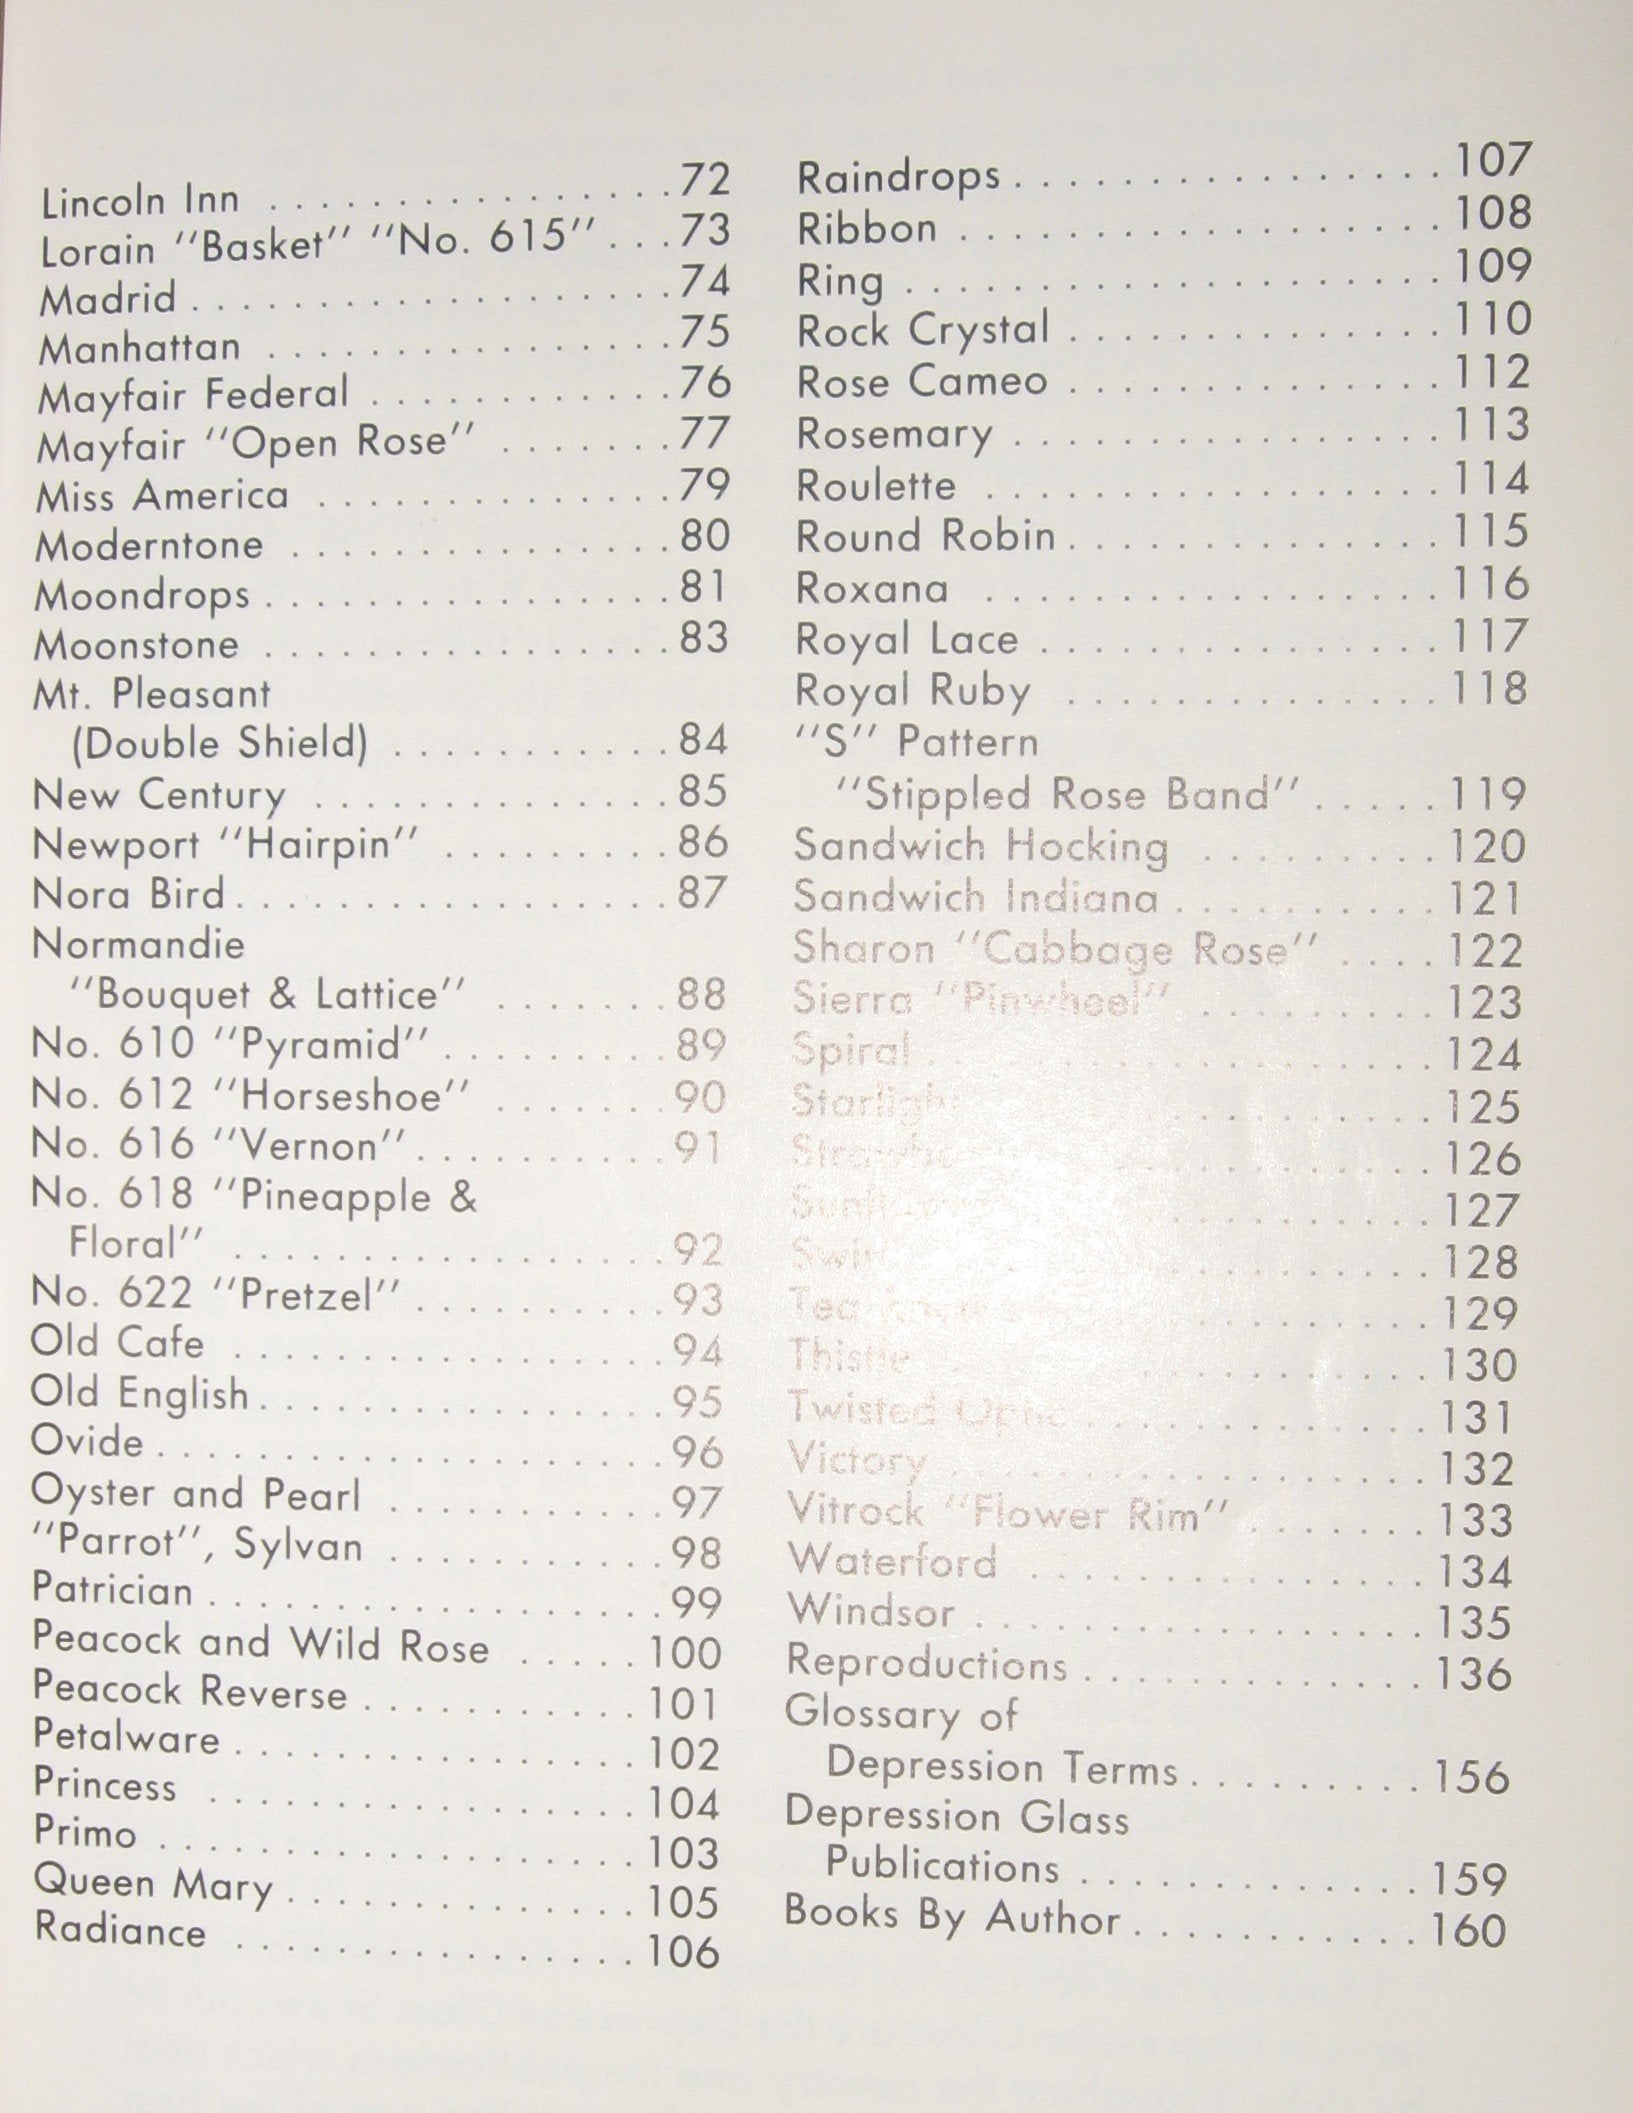 Lincoln Inn . . . . . . . . . . . . . . . . 72
Lorain "Basket" "No. 615" . . . 73
Madrid . . . . . . . . . . . . . . . . . . . 74
Manhattan . . . . . . . . . . . . . . . . 75
Mayfair Federal . . . . . . . . . . . . 76
Mayfair "Open Rose" . . . . . . . 77
Miss America . . . . . . . . . . . . . . 79
Moderntone . . . . . . . . . . . . . . . 80
Moondrops . . . . . . . . . . . . . . . . 81
Moonstone . . . . . . . . . . . . . . . . 83
Mt. Pleasant
(Double Shield) . . . . . . . . . . . 84
New Century . . . . . . . . . . . . . . 85
Newport "Hairpin" . . . . . . . . . 86
Nora Bird . . . . . . . . . . . . . . . . . 87
Normandie
"Bouquet & Lattice" . . . . . . . 88
No. 610 "Pyramid" . . . . . . . . . 89
No. 612 "Horseshoe" . . . . . . . 90
No. 616 "Vernon" . . . . . . . . . . 91
No. 618 "Pineapple &
Floral" . . . . . . . . . . . . . . . . . 92
No. 622 "Pretzel" . . . . . . . . . . 93
Old Cafe . . . . . . . . . . . . . . . . . 94
Old English . . . . . . . . . . . . . . . . 95
Ovide . . . . . . . . . . . . . . . . . . . . 96
Oyster and Pearl . . . . . . . . . . . 97
"Parrot", Sylvan . . . . . . . . . . . 98
Patrician . . . . . . . . . . . . . . . . . . 99
Peacock and Wild Rose . . . . . 100
Peacock Reverse . . . . . . . . . . . 101
Petalware . . . . . . . . . . . . . . . . 102
Princess . . . . . . . . . . . . . . . . . 104
Primo . . . . . . . . . . . . . . . . . . . 103
Queen Mary . . . . . . . . . . . . . . 105
Radiance . . . . . . . . . . . . . . . . 106
Raindrops . . . . . . . . . . . . . . . . . 107
Ribbon . . . . . . . . . . . . . . . . . . . 108
Ring . . . . . . . . . . . . . . . . . . . . . 109
Rock Crystal . . . . . . . . . . . . . . . 110
Rose Cameo . . . . . . . . . . . . . . . 112
Rosemary . . . . . . . . . . . . . . . . . 113
Roulette . . . . . . . . . . . . . . . . . . 114
Round Robin . . . . . . . . . . . . . . . 115
Roxana . . . . . . . . . . . . . . . . . . 116
Royal Lace . . . . . . . . . . . . . . . . 117
Royal Ruby . . . . . . . . . . . . . . . 118
"S" Pattern
"Stippled Rose Band" . . . . . 119
Sandwich Hocking . . . . . . . . . 120
Sandwich Indiana . . . . . . . . . . 121
Sharon "Cabbage Rose" . . . . 122
Sierra "Pinwheel" . . . . . . . . . 123
Spiral . . . . . . . . . . . . . . . . . . . 124
Starlight . . . . . . . . . . . 125
. . . . . . . . . . . . 126
. . . . . . . . . . . 127
Swirl . . . . . . . . . . 128
Tea . . . . . . . . . . . . 129
Thistle . . . . . . . . . . . . 130
Twisted Optic . . . . . . . . . . . . . 131
Victory . . . . . . . . . . . . . . . . . . 132
Vitrock "Flower Rim" . . . . . . . 133
Waterford . . . . . . . . . . . . . . . 134
Windsor . . . . . . . . . . . . . . . . . 135
Reproductions . . . . . . . . . . . . . 136
Glossary of
Depression Terms . . . . . . . . . 156
Depression Glass
Publications . . . . . . . . . . . . . 159
Books By Author . . . . . . . . . . . 160